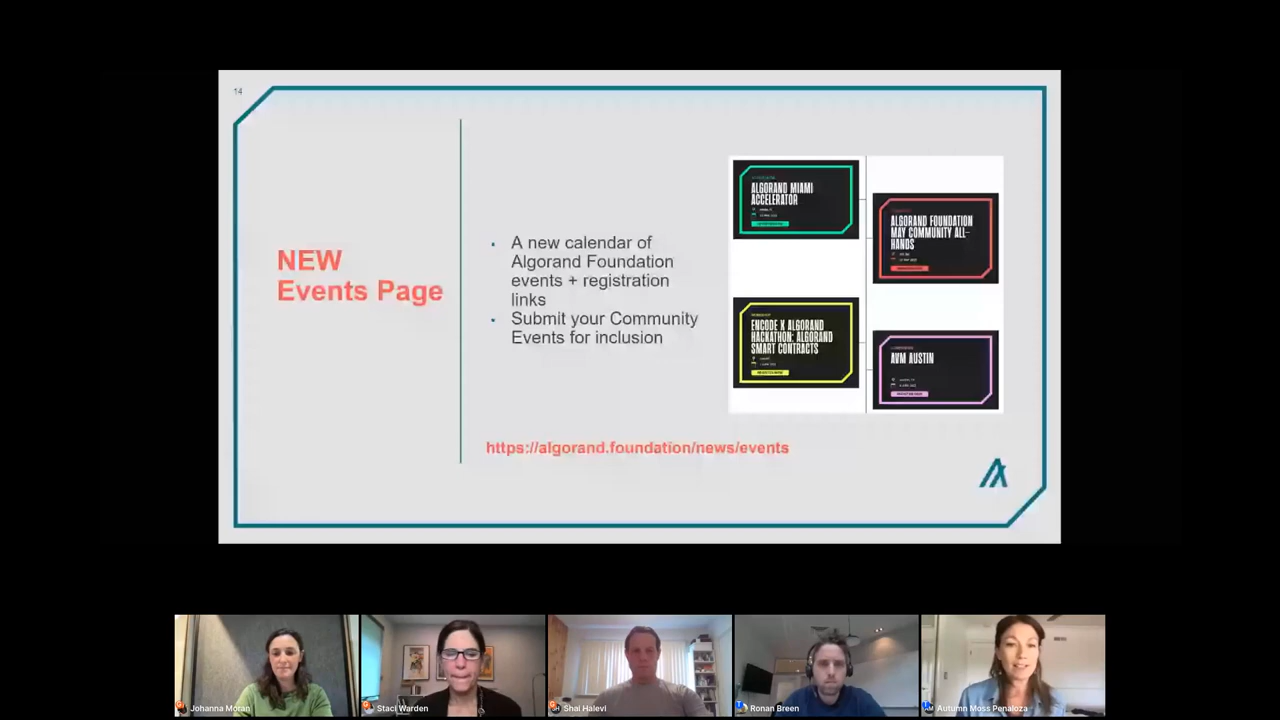 14
NEW
Events Page
A new calendar of
Algorand Foundation
events + registration
links
Submit your Community
Events for inclusion
ALGORAND MIAMI
ACCELERATOR
ALGORAND FOUNDATION
MAY COMMUNITY ALL-
HANDS
ENCODE X ALGORAND
HACKATHON: ALGORAND
SMART CONTRACTS
AVM AUSTIN
https://algorand.foundation/news/events
Johanna Moran
Staci Warden
Shai Halevi
Ronan Breen
Autumn Moss Penaloza